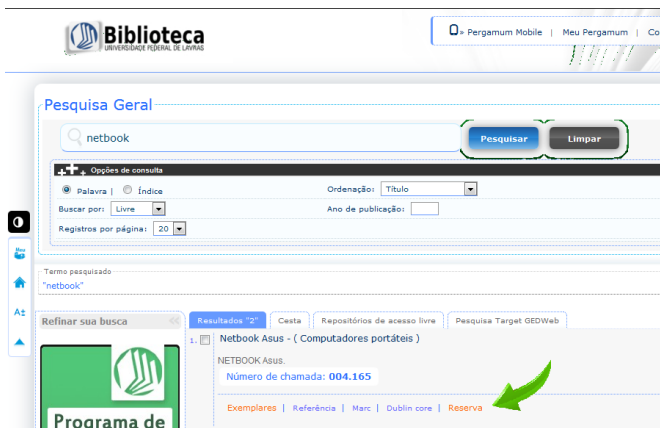 Biblioteca
UNIVERSIDADE FEDERAL DE LAVRAS
» Pergamum Mobile | Meu Pergamum | Co
Pesquisa Geral
netbook
Pesquisar
Limpar
Opções de consulta
Palavra | Índice
Ordenação: Título
Buscar por: Livre
Ano de publicação:
Registros por página: 20
Termo pesquisado
"netbook"
A±
Refinar sua busca «
Resultados "2" Cesta Repositórios de acesso livre Pesquisa Target GEDWeb
1. Netbook Asus - ( Computadores portáteis )
NETBOOK Asus.
Número de chamada: 004.165
Exemplares | Referência | Marc | Dublin core | Reserva
Programa de